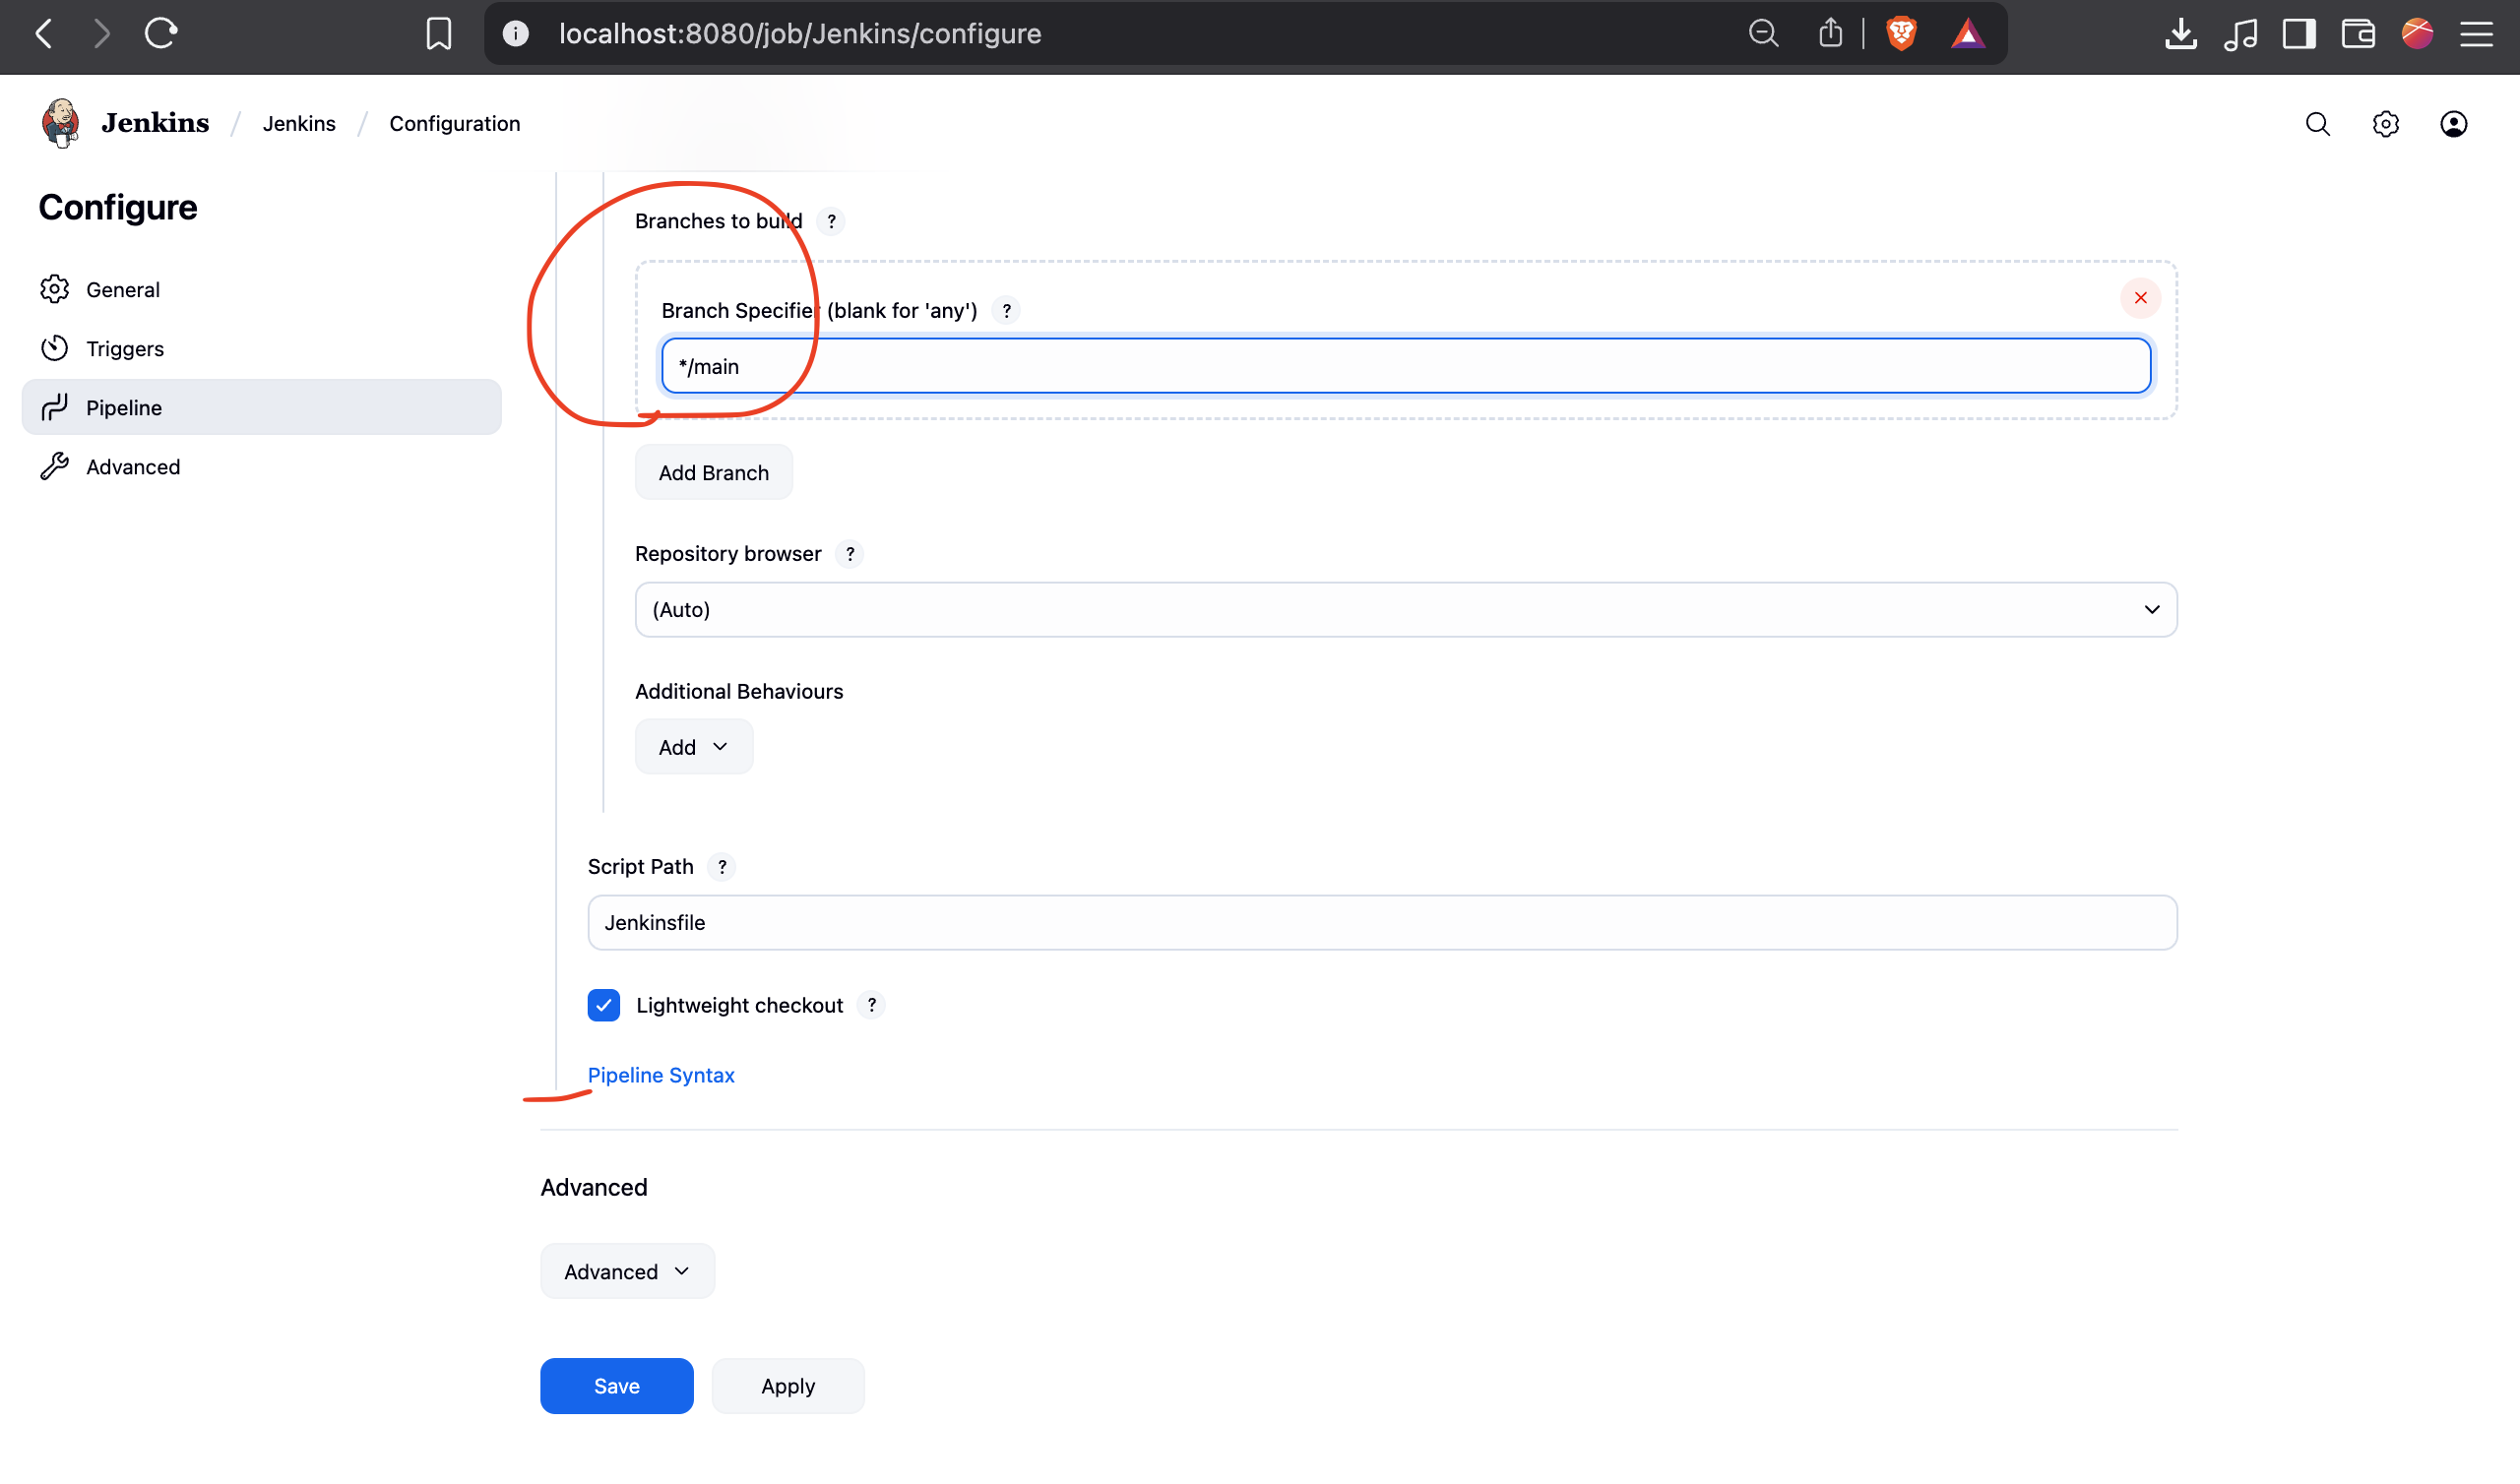 localhost:8080/job/Jenkins/configure
Jenkins / Jenkins / Configuration
Configure
General
Triggers
Pipeline
Advanced
Branches to build ?
Branch Specifier (blank for 'any') ?
*/main
Add Branch
Repository browser ?
(Auto)
Additional Behaviours
Add
Script Path ?
Jenkinsfile
Lightweight checkout ?
Pipeline Syntax
Advanced
Advanced
Save Apply